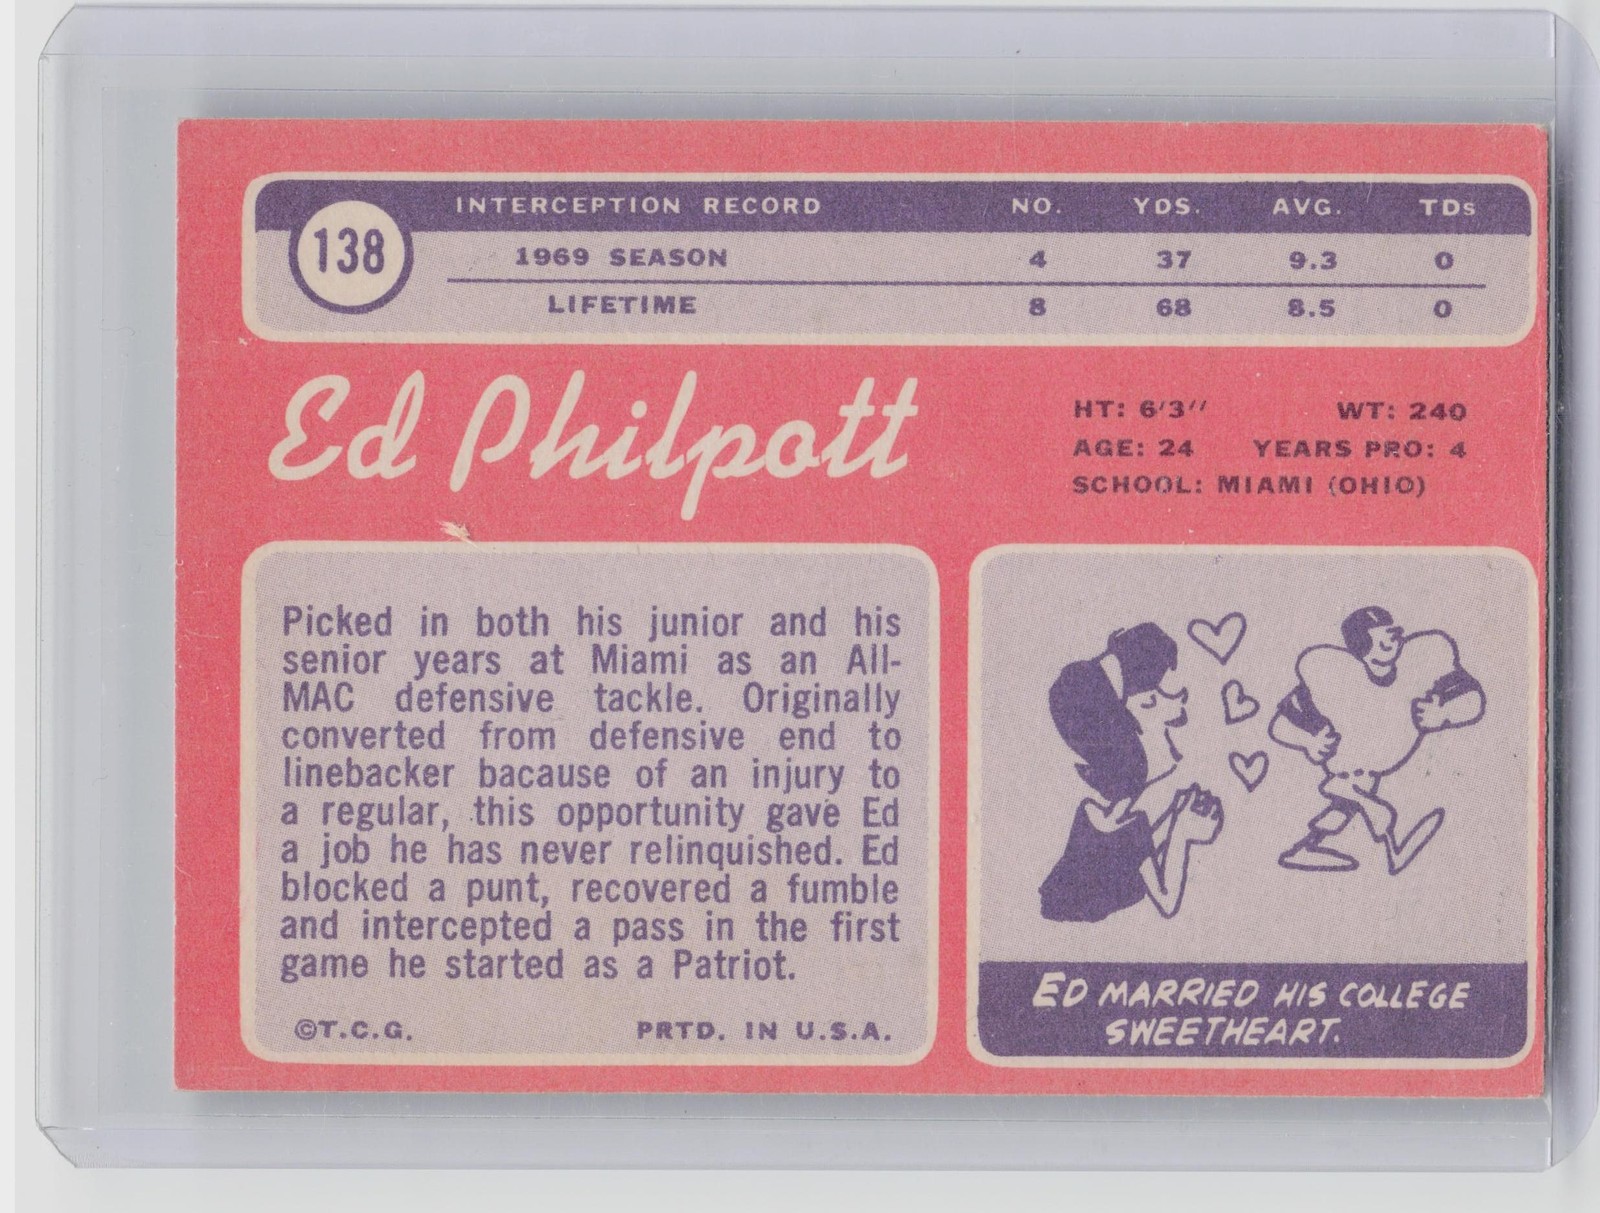 INTERCEPTION RECORD NO. YDS. AVG. TDs
138
1969 SEASON 4 37 9.3 0
LIFETIME 8 68 8.5 0
Ed Philpott
HT: 6'3" WT: 240
AGE: 24 YEARS PRO: 4
SCHOOL: MIAMI (OHIO)
Picked in both his junior and his
senior years at Miami as an All-
MAC defensive tackle. Originally
converted from defensive end to
linebacker bacause of an injury to
a regular, this opportunity gave Ed
a job he has never relinquished. Ed
blocked a punt, recovered a fumble
and intercepted a pass in the first
game he started as a Patriot.
©T.C.G. PRTD. IN U.S.A.
ED MARRIED HIS COLLEGE
SWEETHEART.